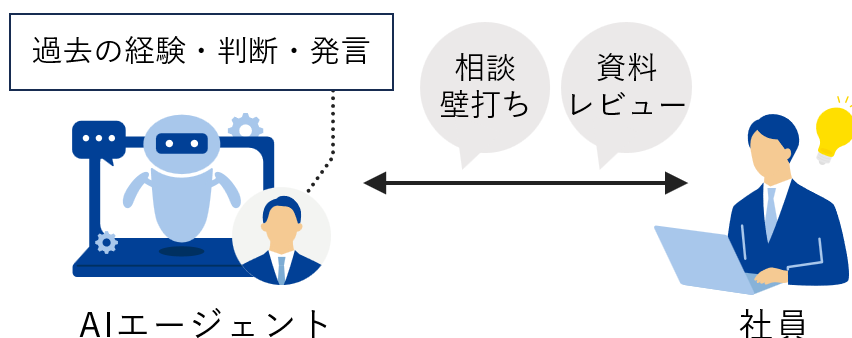 過去の経験・判断・発言
相談
壁打ち
資料
レビュー
AIエージェント
社員